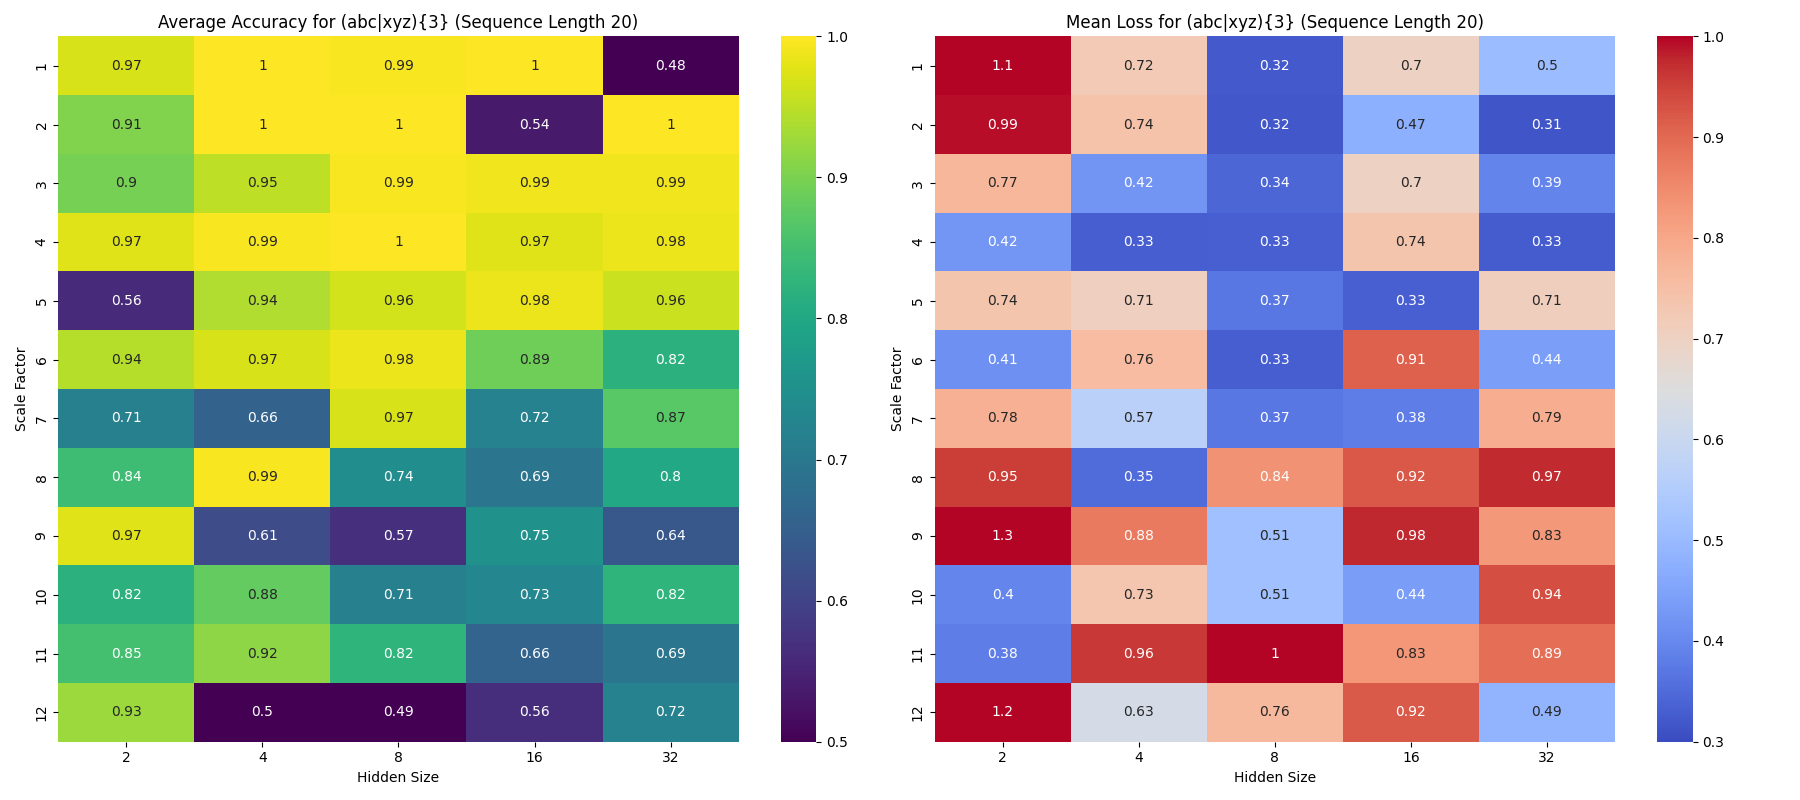 Average Accuracy for (abc|xyz){3} (Sequence Length 20)
Scale Factor
1 0.97 1 0.99 1 0.48
2 0.91 1 1 0.54 1
3 0.9 0.95 0.99 0.99 0.99
4 0.97 0.99 1 0.97 0.98
5 0.56 0.94 0.96 0.98 0.96
6 0.94 0.97 0.98 0.89 0.82
7 0.71 0.66 0.97 0.72 0.87
8 0.84 0.99 0.74 0.69 0.8
9 0.97 0.61 0.57 0.75 0.64
10 0.82 0.88 0.71 0.73 0.82
11 0.85 0.92 0.82 0.66 0.69
12 0.93 0.5 0.49 0.56 0.72
2 4 8 16 32
Hidden Size
1.0
0.9
0.8
0.7
0.6
0.5
Mean Loss for (abc|xyz){3} (Sequence Length 20)
Scale Factor
1 1.1 0.72 0.32 0.7 0.5
2 0.99 0.74 0.32 0.47 0.31
3 0.77 0.42 0.34 0.7 0.39
4 0.42 0.33 0.33 0.74 0.33
5 0.74 0.71 0.37 0.33 0.71
6 0.41 0.76 0.33 0.91 0.44
7 0.78 0.57 0.37 0.38 0.79
8 0.95 0.35 0.84 0.92 0.97
9 1.3 0.88 0.51 0.98 0.83
10 0.4 0.73 0.51 0.44 0.94
11 0.38 0.96 1 0.83 0.89
12 1.2 0.63 0.76 0.92 0.49
2 4 8 16 32
Hidden Size
1.0
0.9
0.8
0.7
0.6
0.5
0.4
0.3